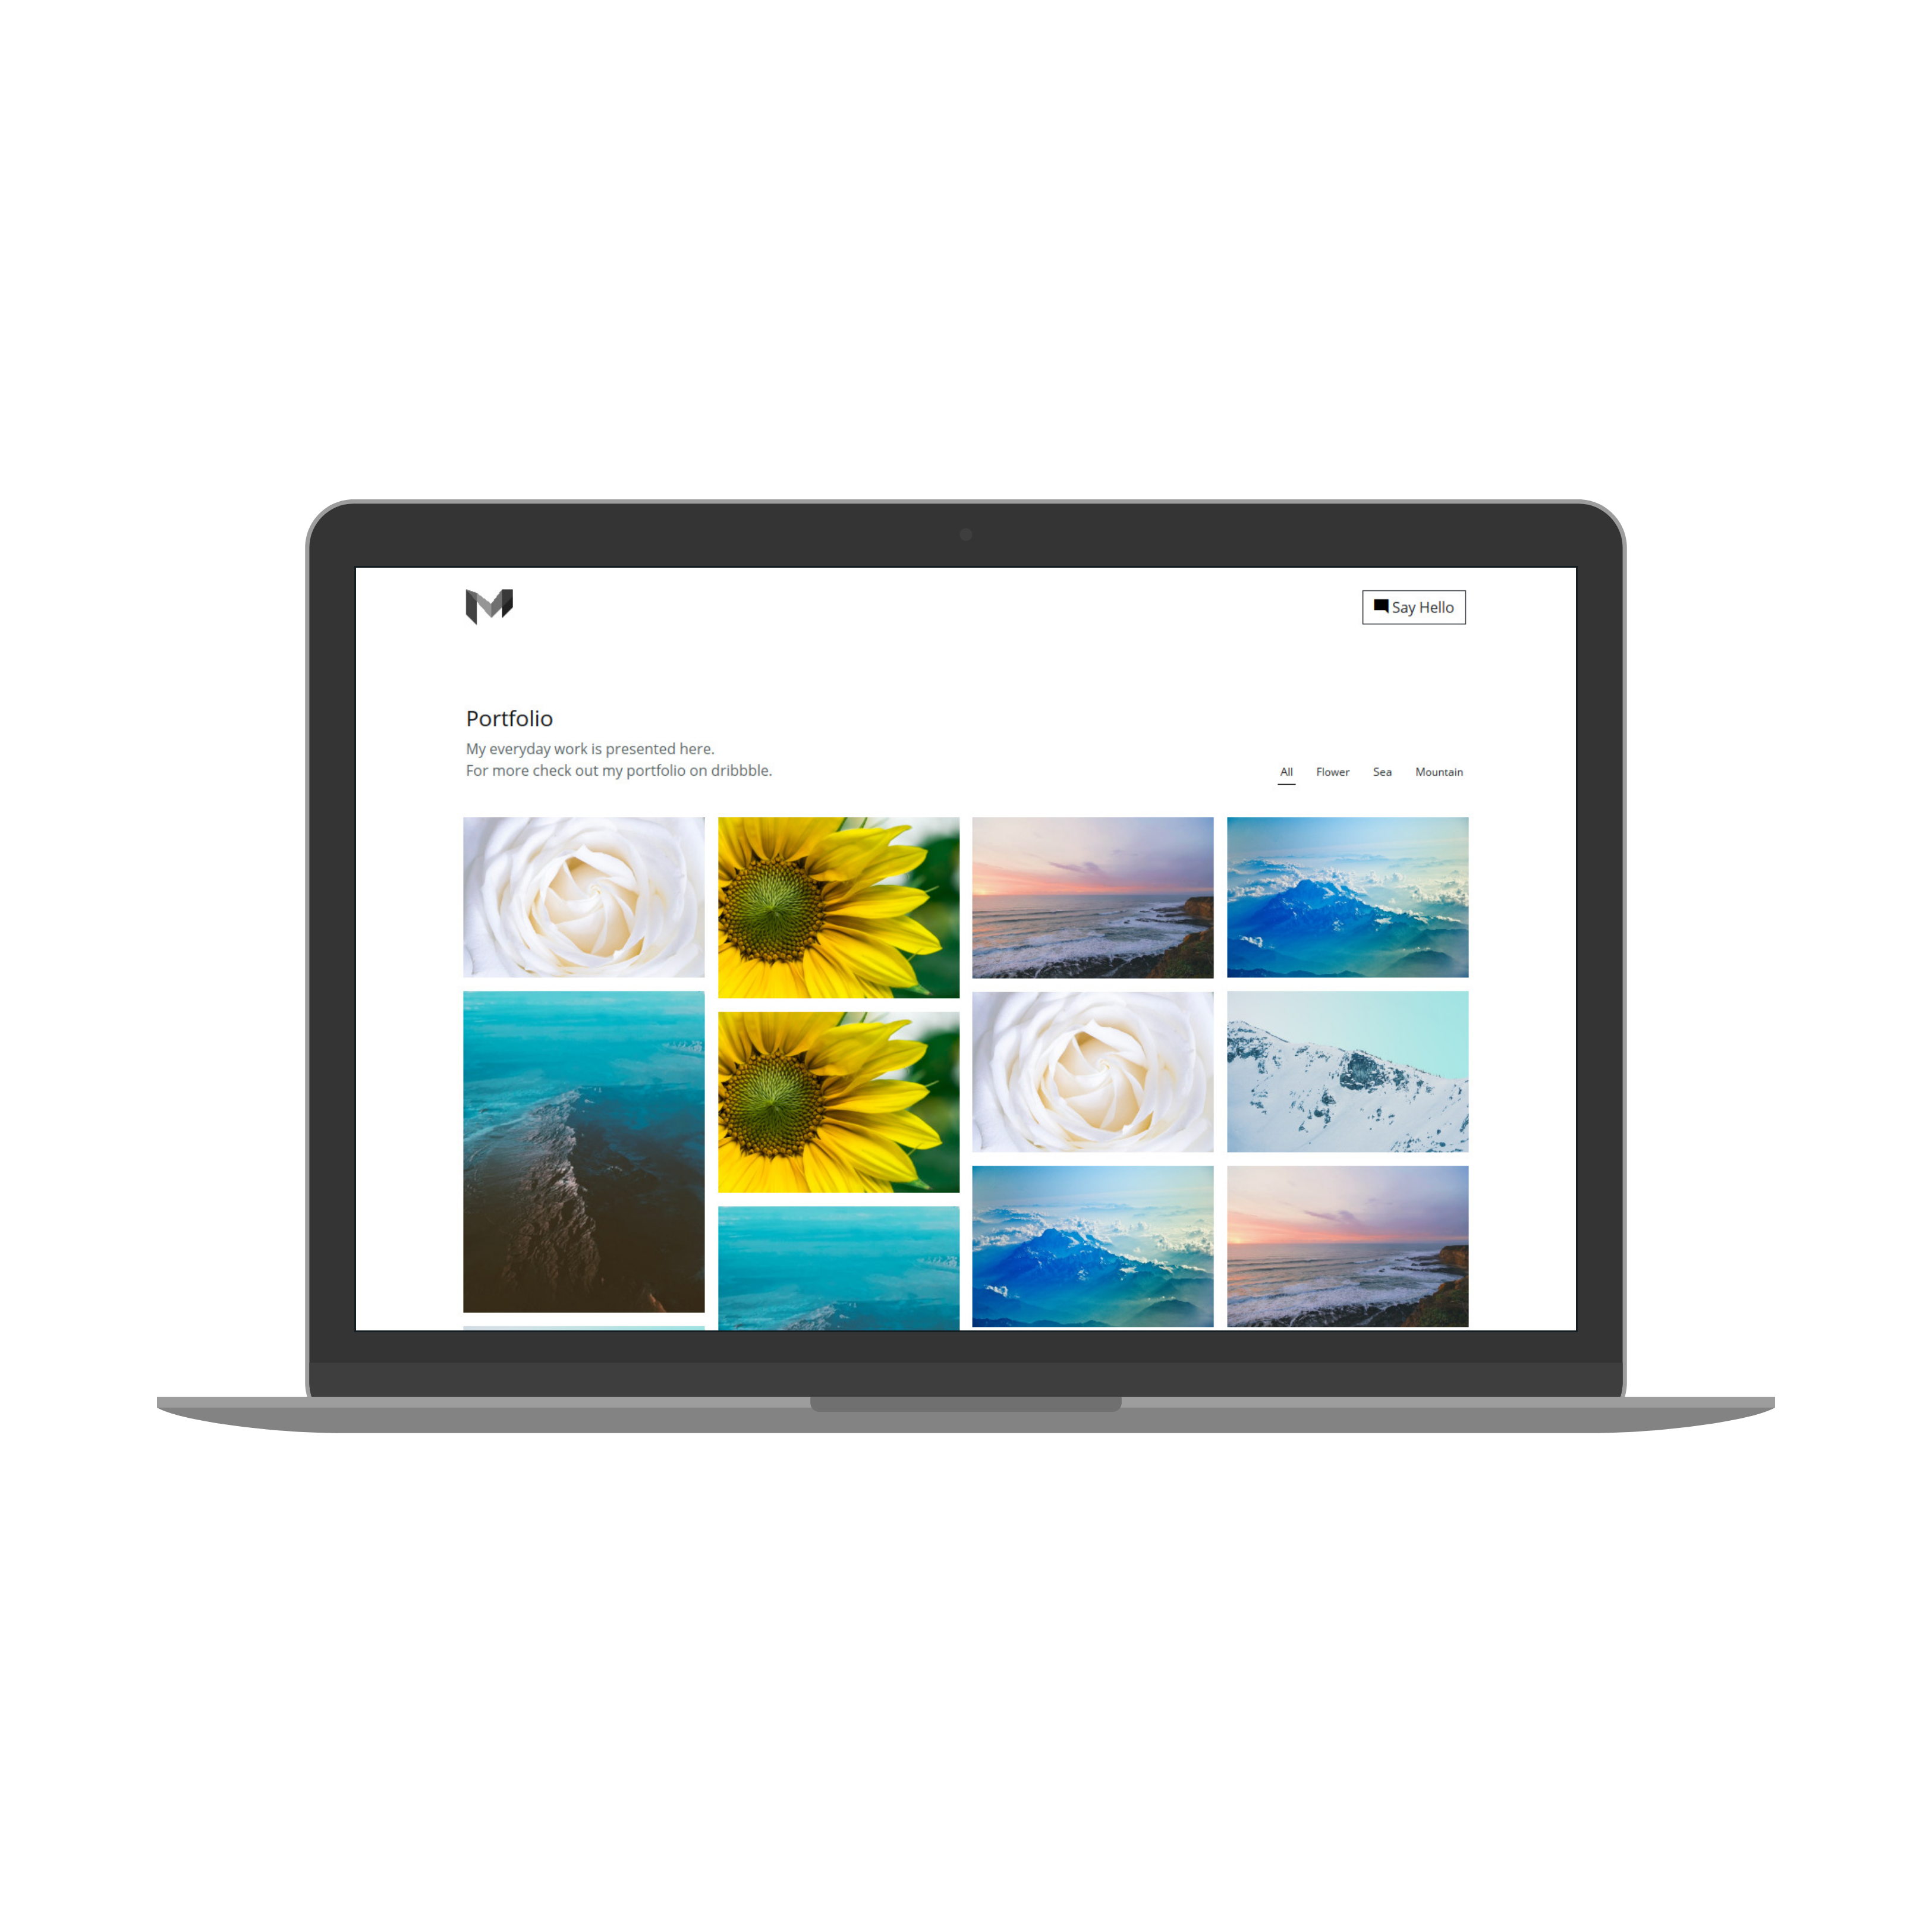 Say Hello
Portfolio
My everyday work is presented here.
For more check out my portfolio on dribbble.
All Flower Sea Mountain